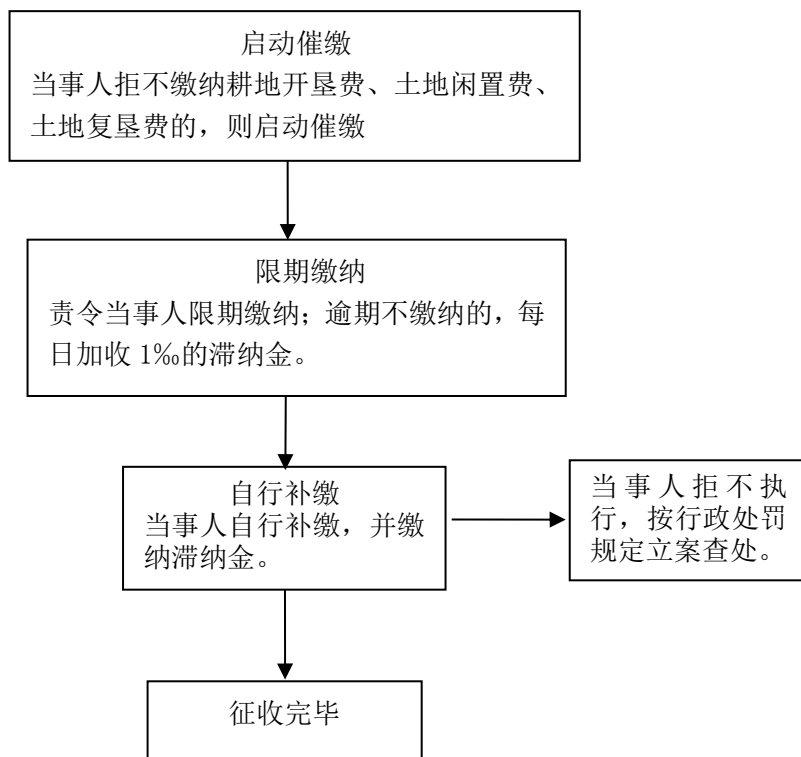 启动催缴
当事人拒不缴纳耕地开垦费、土地闲置费、
土地复垦费的，则启动催缴
限期缴纳
责令当事人限期缴纳；逾期不缴纳的，每
日加收 1‰的滞纳金。
自行补缴
当事人自行补缴，并缴
纳滞纳金。
当事人拒不执
行，按行政处罚
规定立案查处。
征收完毕